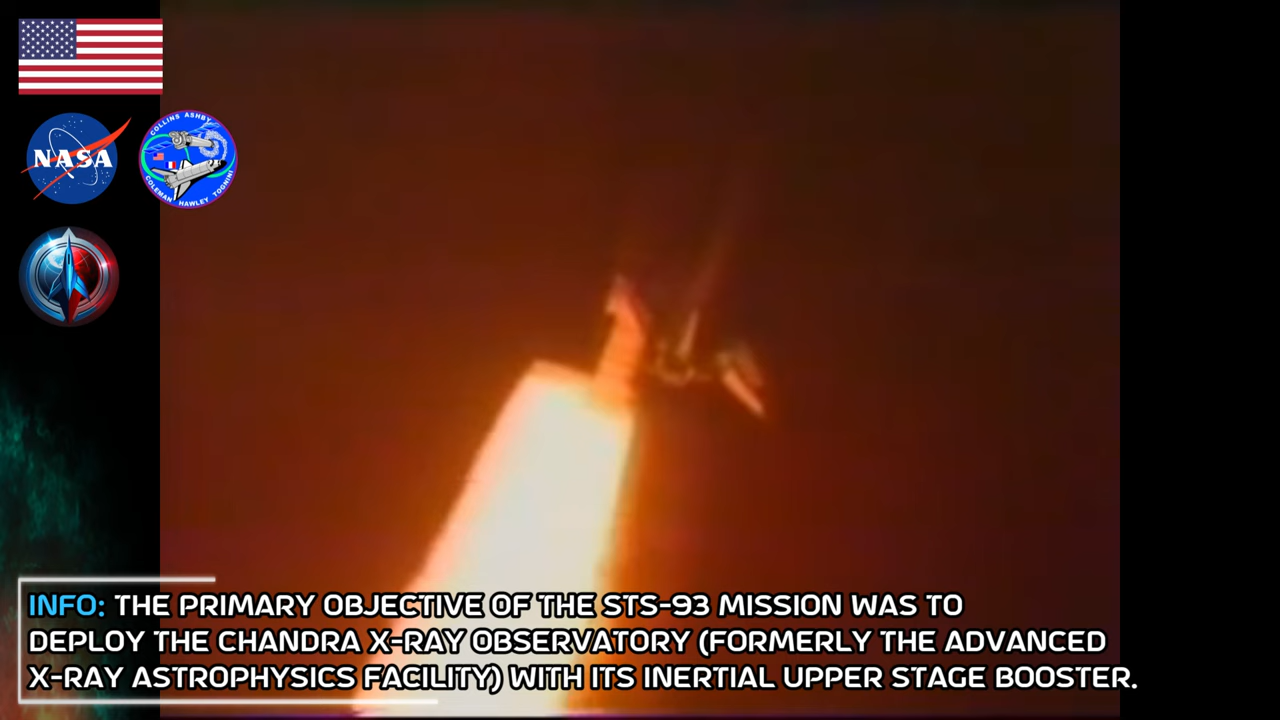 NASA
COLLINS ASHBY
COLEMAN HAWLEY TOGNINI
INFO: THE PRIMARY OBJECTIVE OF THE STS-93 MISSION WAS TO
DEPLOY THE CHANDRA X-RAY OBSERVATORY (FORMERLY THE ADVANCED
X-RAY ASTROPHYSICS FACILITY) WITH ITS INERTIAL UPPER STAGE BOOSTER.